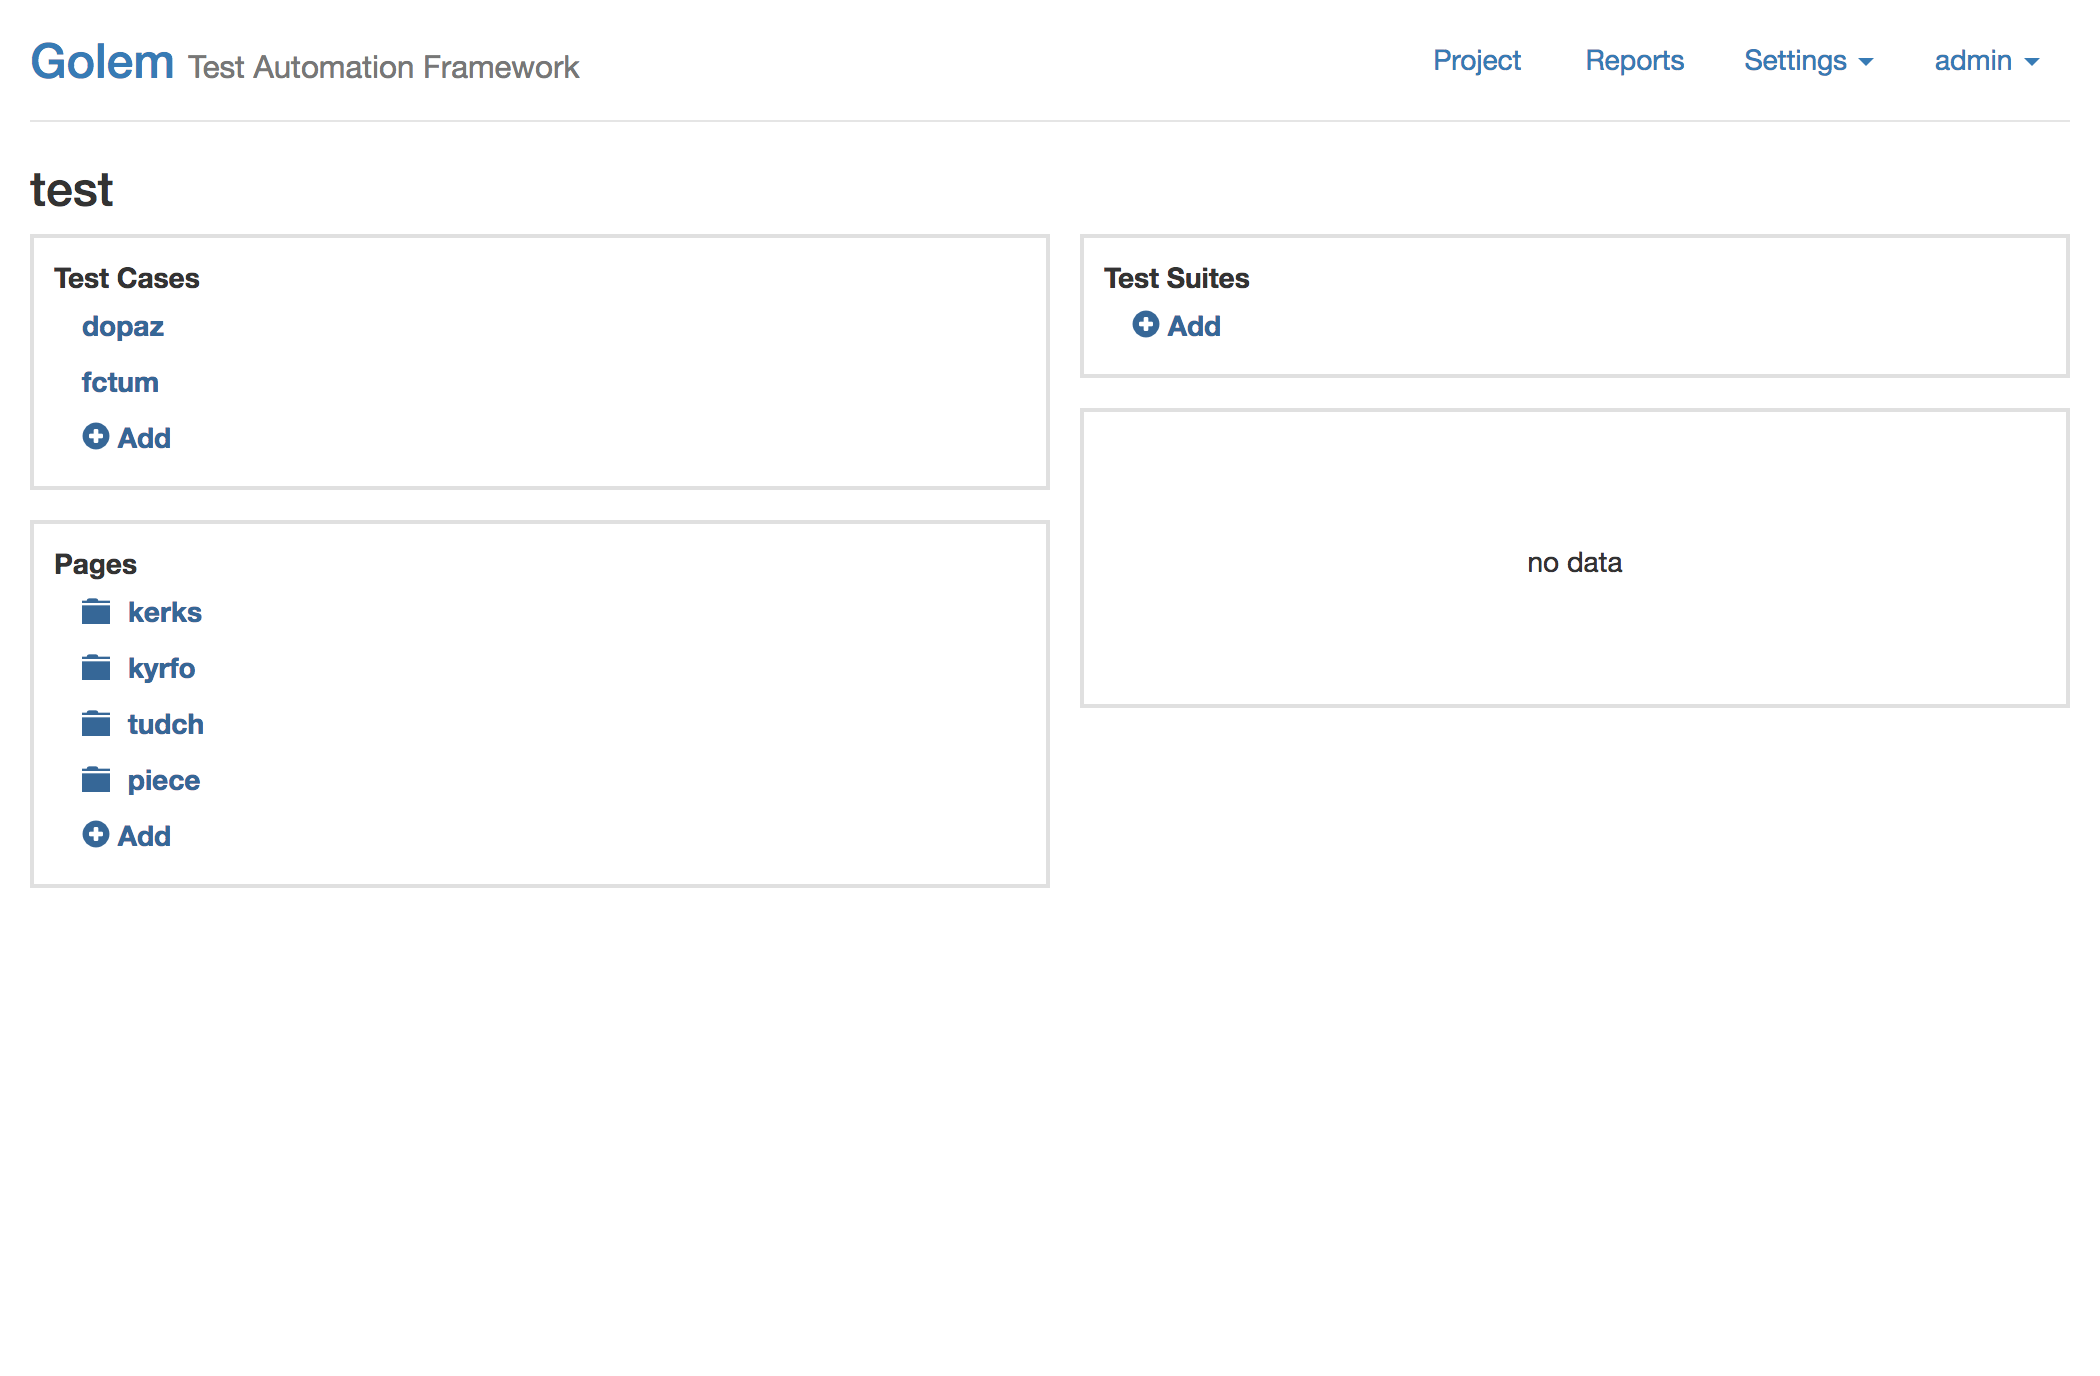 Golem Test Automation Framework
Project Reports Settings admin
test
Test Cases
dopaz
fctum
Add
Pages
kerks
kyrfo
tudch
piece
Add
Test Suites
Add
no data